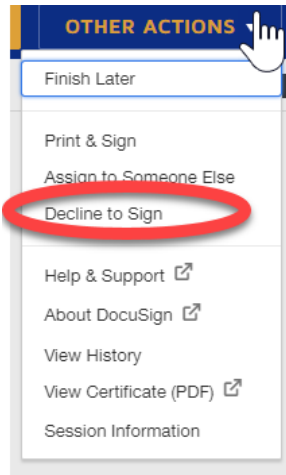 OTHER ACTIONS
Finish Later
Print & Sign
Assign to Someone Else
Decline to Sign
Help & Support
About DocuSign
View History
View Certificate (PDF)
Session Information